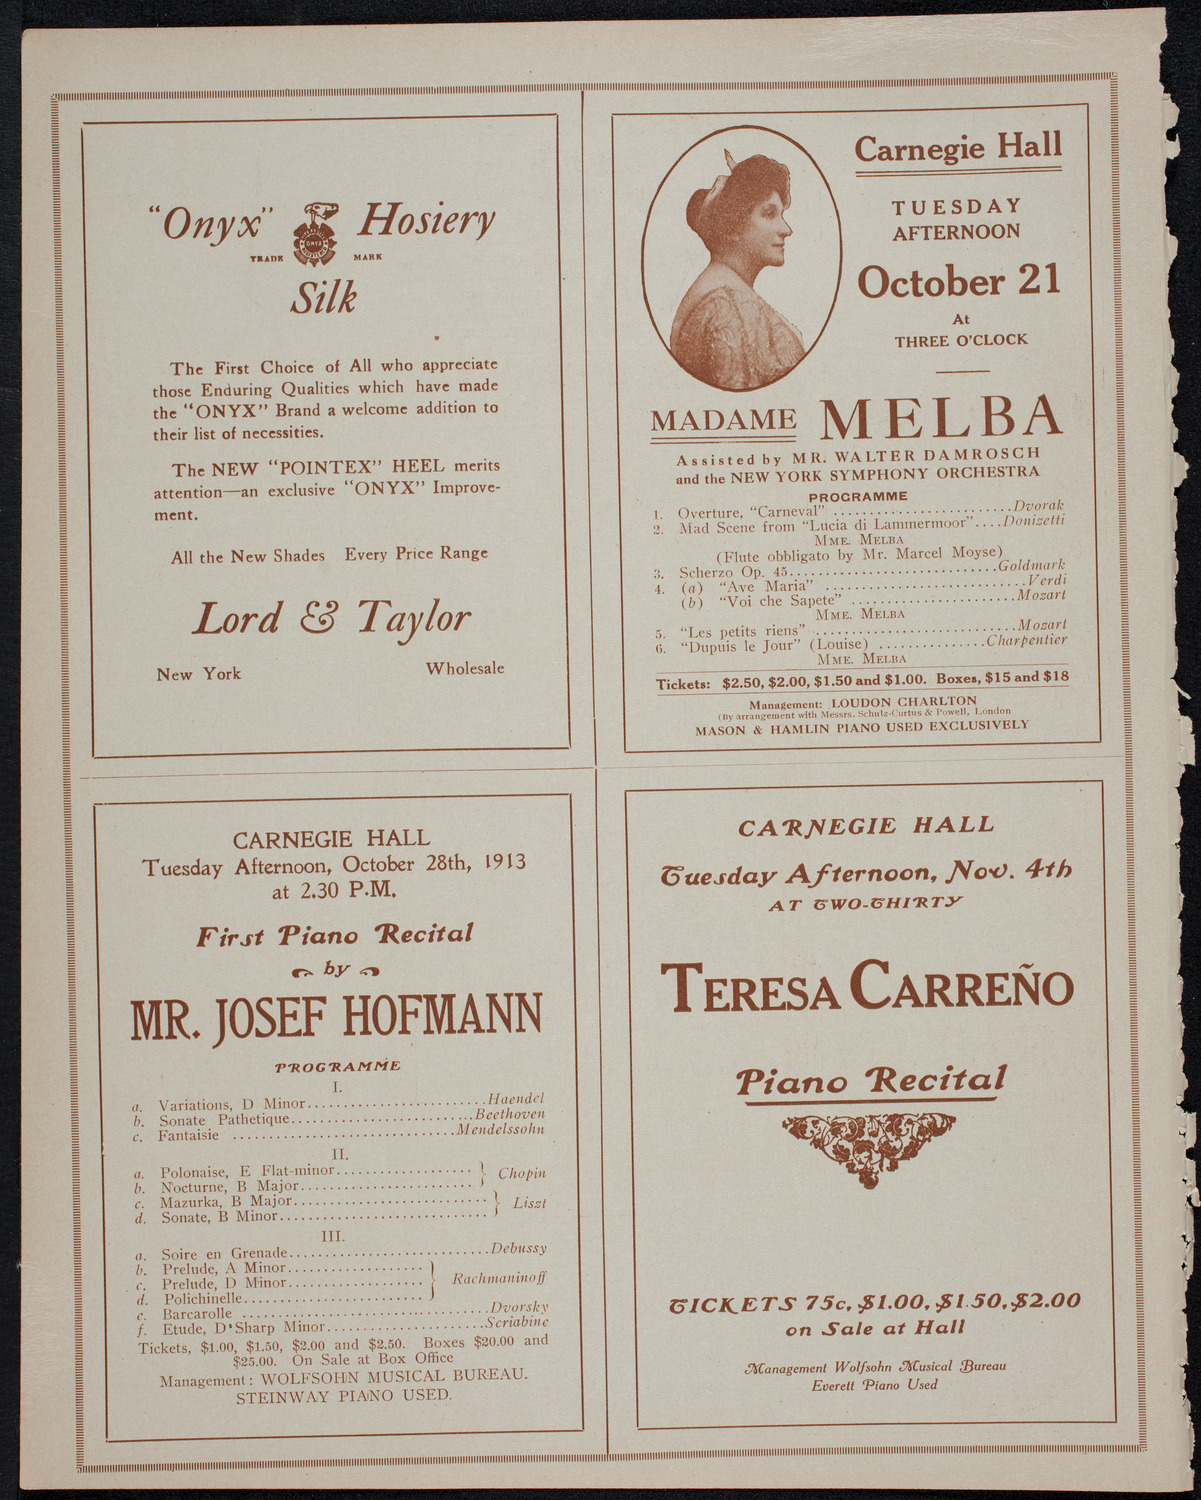 "Onyx" Hosiery
ONYX
TRADE MARK
Silk
The First Choice of All who appreciate
those Enduring Qualities which have made
the "ONYX" Brand a welcome addition to
their list of necessities.
The NEW "POINTEX" HEEL merits
attention—an exclusive "ONYX" Improve-
ment.
All the New Shades Every Price Range
Lord & Taylor
New York Wholesale
Carnegie Hall
TUESDAY
AFTERNOON
October 21
At
THREE O'CLOCK
MADAME MELBA
Assisted by MR. WALTER DAMROSCH
and the NEW YORK SYMPHONY ORCHESTRA
PROGRAMME
1. Overture, "Carneval" .........................Dvorak
2. Mad Scene from "Lucia di Lammermoor"....Donizetti
MME. MELBA
(Flute obbligato by Mr. Marcel Moyse)
3. Scherzo Op. 45.............................Goldmark
4. (a) "Ave Maria" ............................Verdi
(b) "Voi che Sapete" .......................Mozart
MME. MELBA
5. "Les petits riens" ............................Mozart
6. "Dupuis le Jour" (Louise) ...............Charpentier
MME. MELBA
Tickets: $2.50, $2.00, $1.50 and $1.00. Boxes, $15 and $18
Management: LOUDON CHARLTON
(By arrangement with Messrs. Schulz-Curtus & Powell, London
MASON & HAMLIN PIANO USED EXCLUSIVELY
CARNEGIE HALL
Tuesday Afternoon, October 28th, 1913
at 2.30 P.M.
First Piano Recital
by
MR. JOSEF HOFMANN
PROGRAMME
I.
a. Variations, D Minor.........................Haendel
b. Sonate Pathetique.........................Beethoven
c. Fantaisie ...............................Mendelssohn
II.
a. Polonaise, E Flat-minor...................
b. Nocturne, B Major........................ } Chopin
c. Mazurka, B Major...........................
d. Sonate, B Minor............................. } Liszt
III.
a. Soire en Grenade............................Debussy
b. Prelude, A Minor...................
c. Prelude, D Minor................... } Rachmaninoff
d. Polichinelle.........................
e. Barcarolle ..................................Dvorsky
f. Etude, D'Sharp Minor......................Scriabine
Tickets, $1.00, $1.50, $2.00 and $2.50. Boxes $20.00 and
$25.00. On Sale at Box Office
Management: WOLFSOHN MUSICAL BUREAU.
STEINWAY PIANO USED.
CARNEGIE HALL
Tuesday Afternoon, Nov. 4th
AT TWO-THIRTY
TERESA CARREÑO
Piano Recital
TICKETS 75c, $1.00, $1.50, $2.00
on Sale at Hall
Management Wolfsohn Musical Bureau
Everett Piano Used